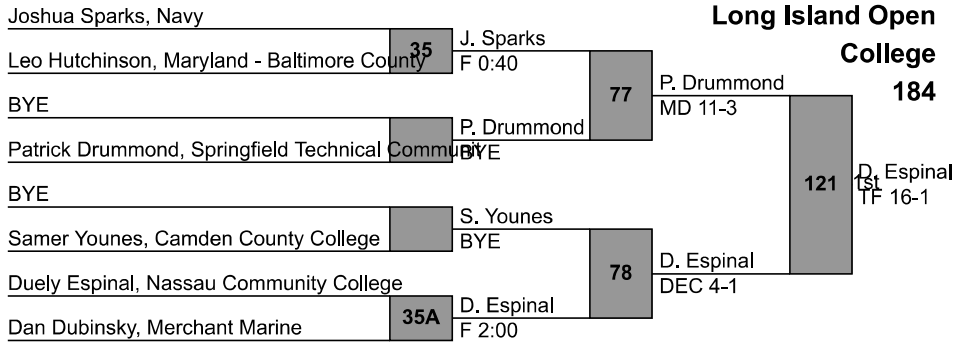 Long Island Open
College
184
Joshua Sparks, Navy
35
Leo Hutchinson, Maryland - Baltimore County
J. Sparks
F 0:40
BYE
Patrick Drummond, Springfield Technical Communit
P. Drummond
BYE
77
P. Drummond
MD 11-3
BYE
Samer Younes, Camden County College
S. Younes
BYE
Duely Espinal, Nassau Community College
35A
Dan Dubinsky, Merchant Marine
D. Espinal
F 2:00
78
D. Espinal
DEC 4-1
121
1st
D. Espinal
TF 16-1